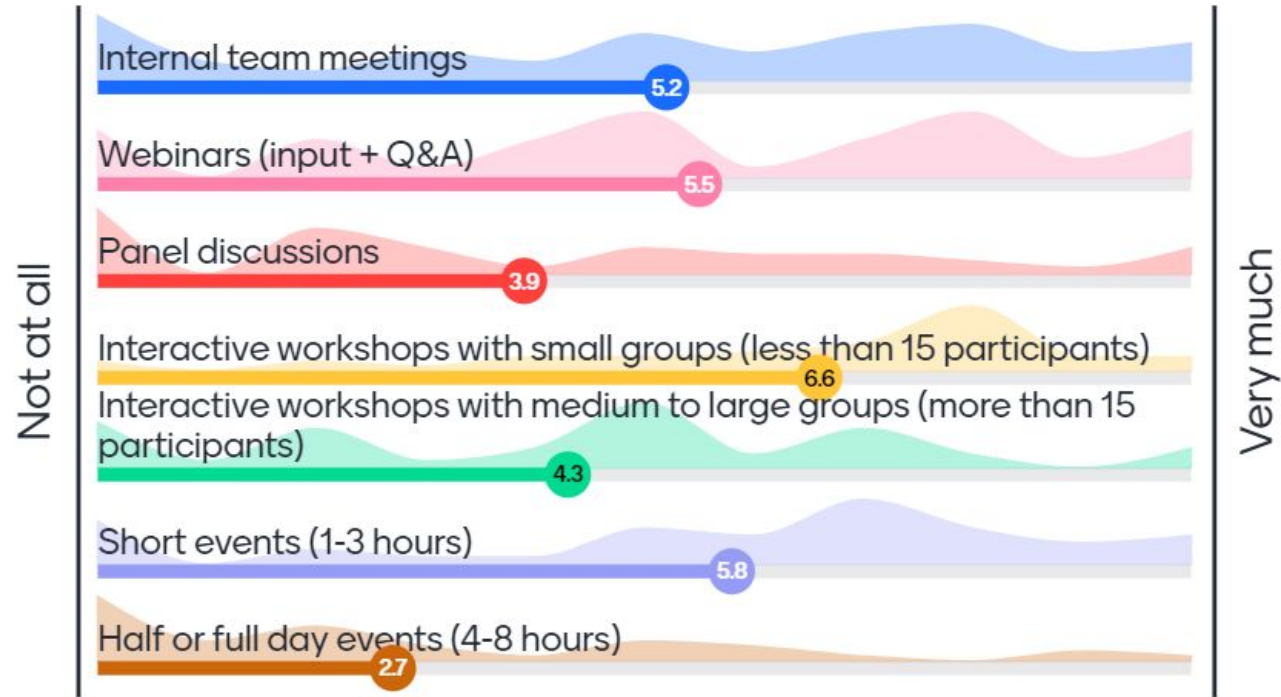 Not at all
Internal team meetings
5.2
Webinars (input + Q&A)
5.5
Panel discussions
3.9
Interactive workshops with small groups (less than 15 participants)
6.6
Interactive workshops with medium to large groups (more than 15
participants)
4.3
Short events (1-3 hours)
5.8
Half or full day events (4-8 hours)
2.7
Very much